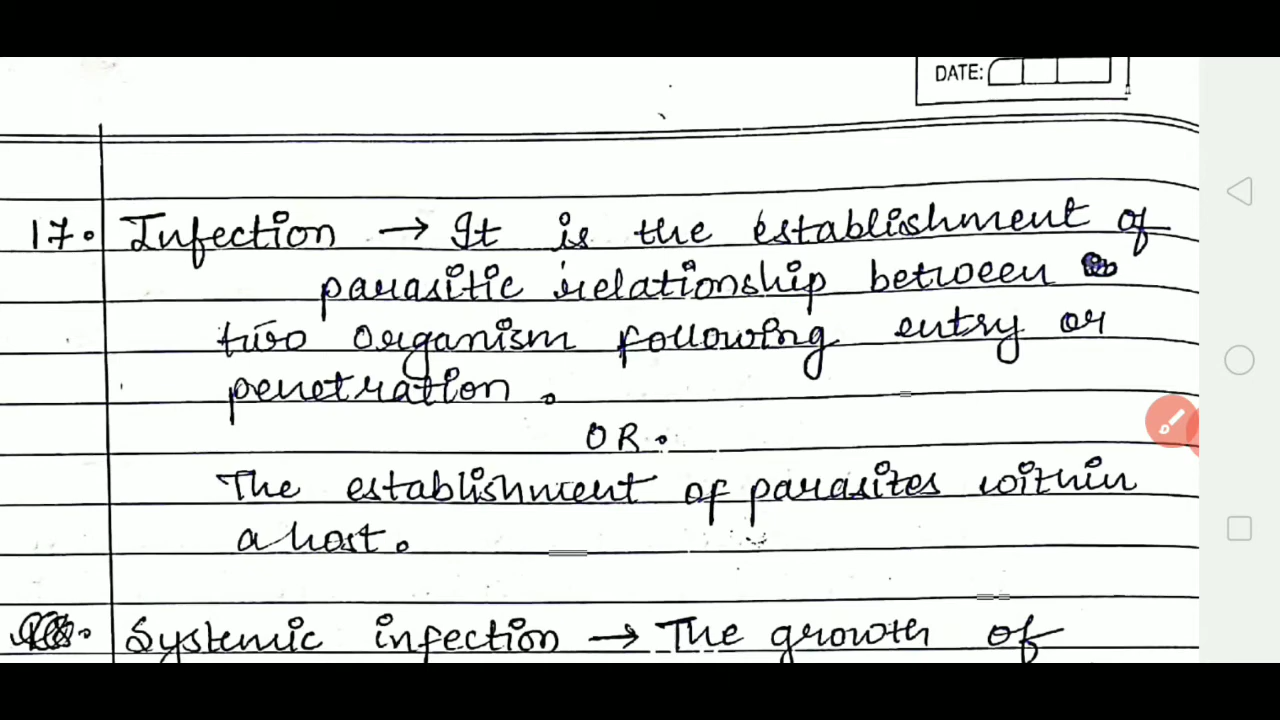 DATE:
17. Infection → It is the establishment of
parasitic relationship between
two organism following entry or
penetration.
OR.
The establishment of parasites within
a host.
Systemic infection → The growth of